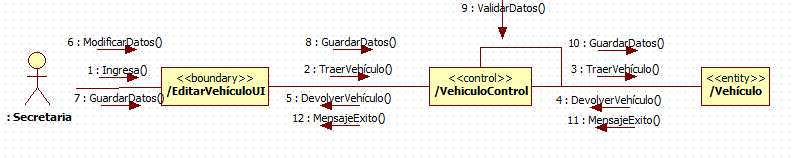 9 : ValidarDatos()
6 : ModificarDatos()
8 : GuardarDatos()
10 : GuardarDatos()
1 : Ingresa()
2 : TraerVehículo()
3 : TraerVehículo()
<<boundary>>
/EditarVehículoUI
<<control>>
/VehiculoControl
<<entity>>
/Vehículo
7 : GuardarDatos()
5 : DevolverVehículo()
4 : DevolverVehículo()
: Secretaria
12 : MensajeExito()
11 : MensajeExito()